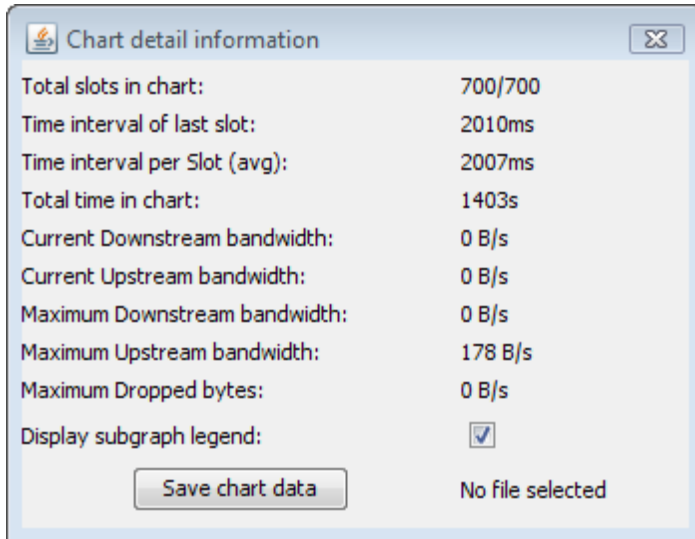 Chart detail information
Total slots in chart: 700/700
Time interval of last slot: 2010ms
Time interval per Slot (avg): 2007ms
Total time in chart: 1403s
Current Downstream bandwidth: 0 B/s
Current Upstream bandwidth: 0 B/s
Maximum Downstream bandwidth: 0 B/s
Maximum Upstream bandwidth: 178 B/s
Maximum Dropped bytes: 0 B/s
Display subgraph legend:
Save chart data No file selected